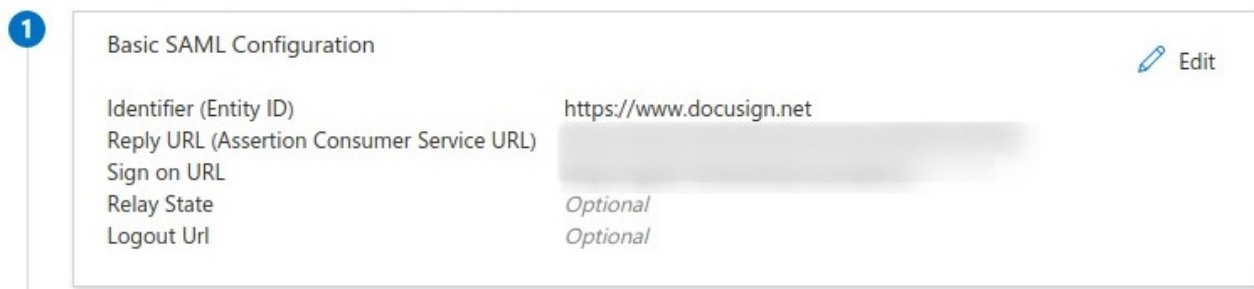 1
Basic SAML Configuration
Edit
Identifier (Entity ID) https://www.docusign.net
Reply URL (Assertion Consumer Service URL)
Sign on URL
Relay State Optional
Logout Url Optional